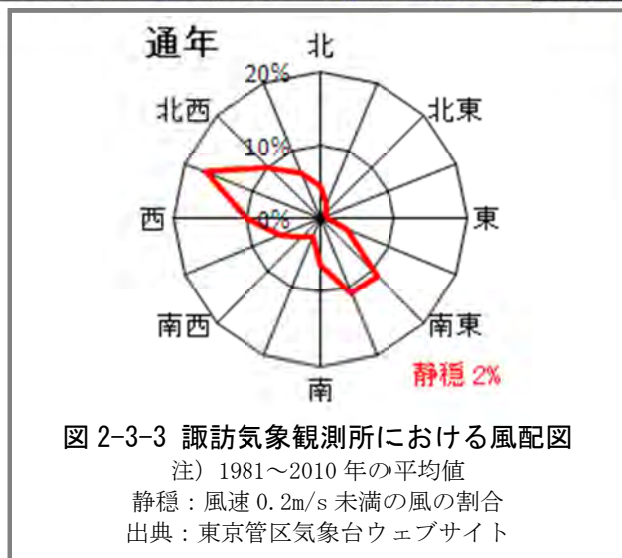 通年
北
20%
北西
北東
10%
西
0%
東
南西
南東
南
静穏 2%
図 2-3-3 諏訪気象観測所における風配図
注）1981～2010 年の平均値
静穏：風速 0.2m/s 未満の風の割合
出典：東京管区気象台ウェブサイト